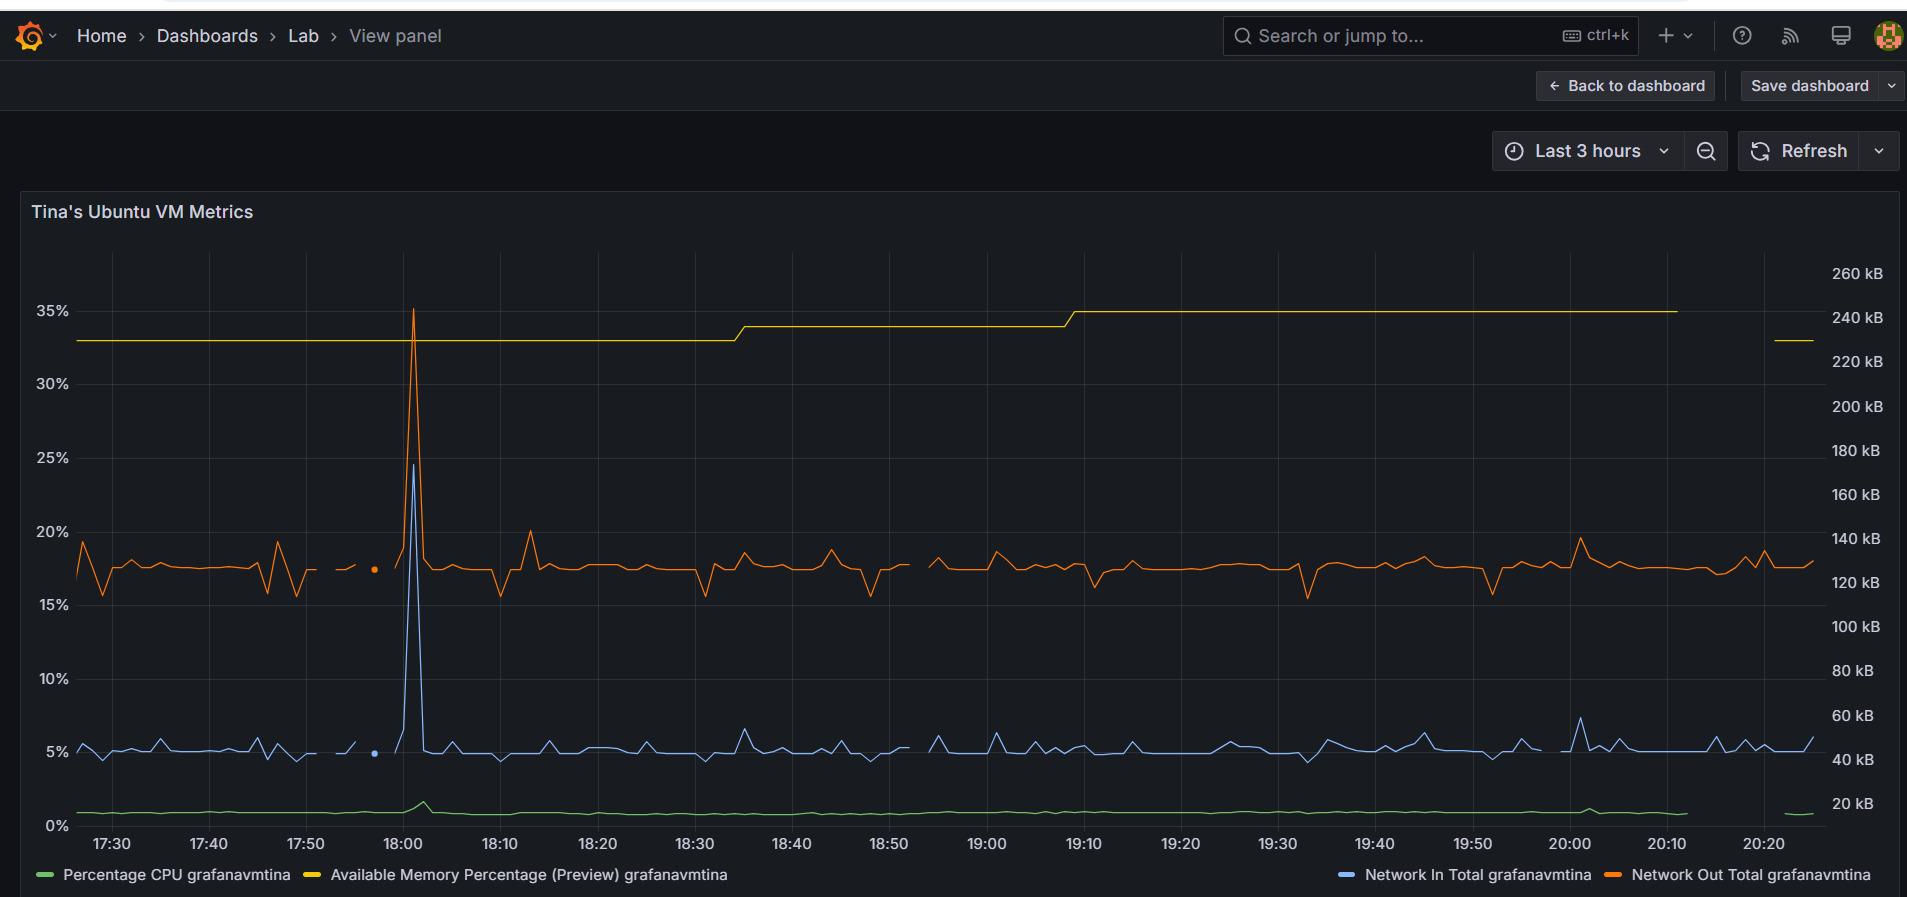 Home › Dashboards › Lab › View panel
Search or jump to...
ctrl+k
Back to dashboard
Save dashboard
Last 3 hours
Refresh
Tina's Ubuntu VM Metrics
35%
30%
25%
20%
15%
10%
5%
0%
260 kB
240 kB
220 kB
200 kB
180 kB
160 kB
140 kB
120 kB
100 kB
80 kB
60 kB
40 kB
20 kB
17:30 17:40 17:50 18:00 18:10 18:20 18:30 18:40 18:50 19:00 19:10 19:20 19:30 19:40 19:50 20:00 20:10 20:20
Percentage CPU grafanavmtina Available Memory Percentage (Preview) grafanavmtina Network In Total grafanavmtina Network Out Total grafanavmtina